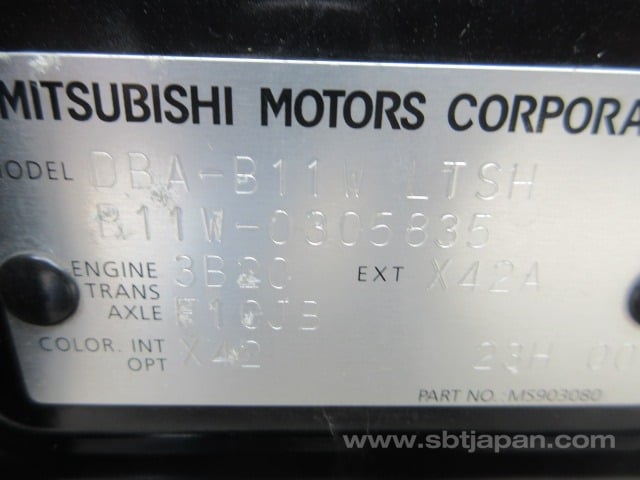 MITSUBISHI MOTORS CORPORA
MODEL DBA-B11W LTSH
B11W-0305835
ENGINE 3B20 EXT X42A
TRANS
AXLE F1CJB
COLOR. INT X42
OPT 23H 00
PART NO.: MS903080
www.sbtjapan.com